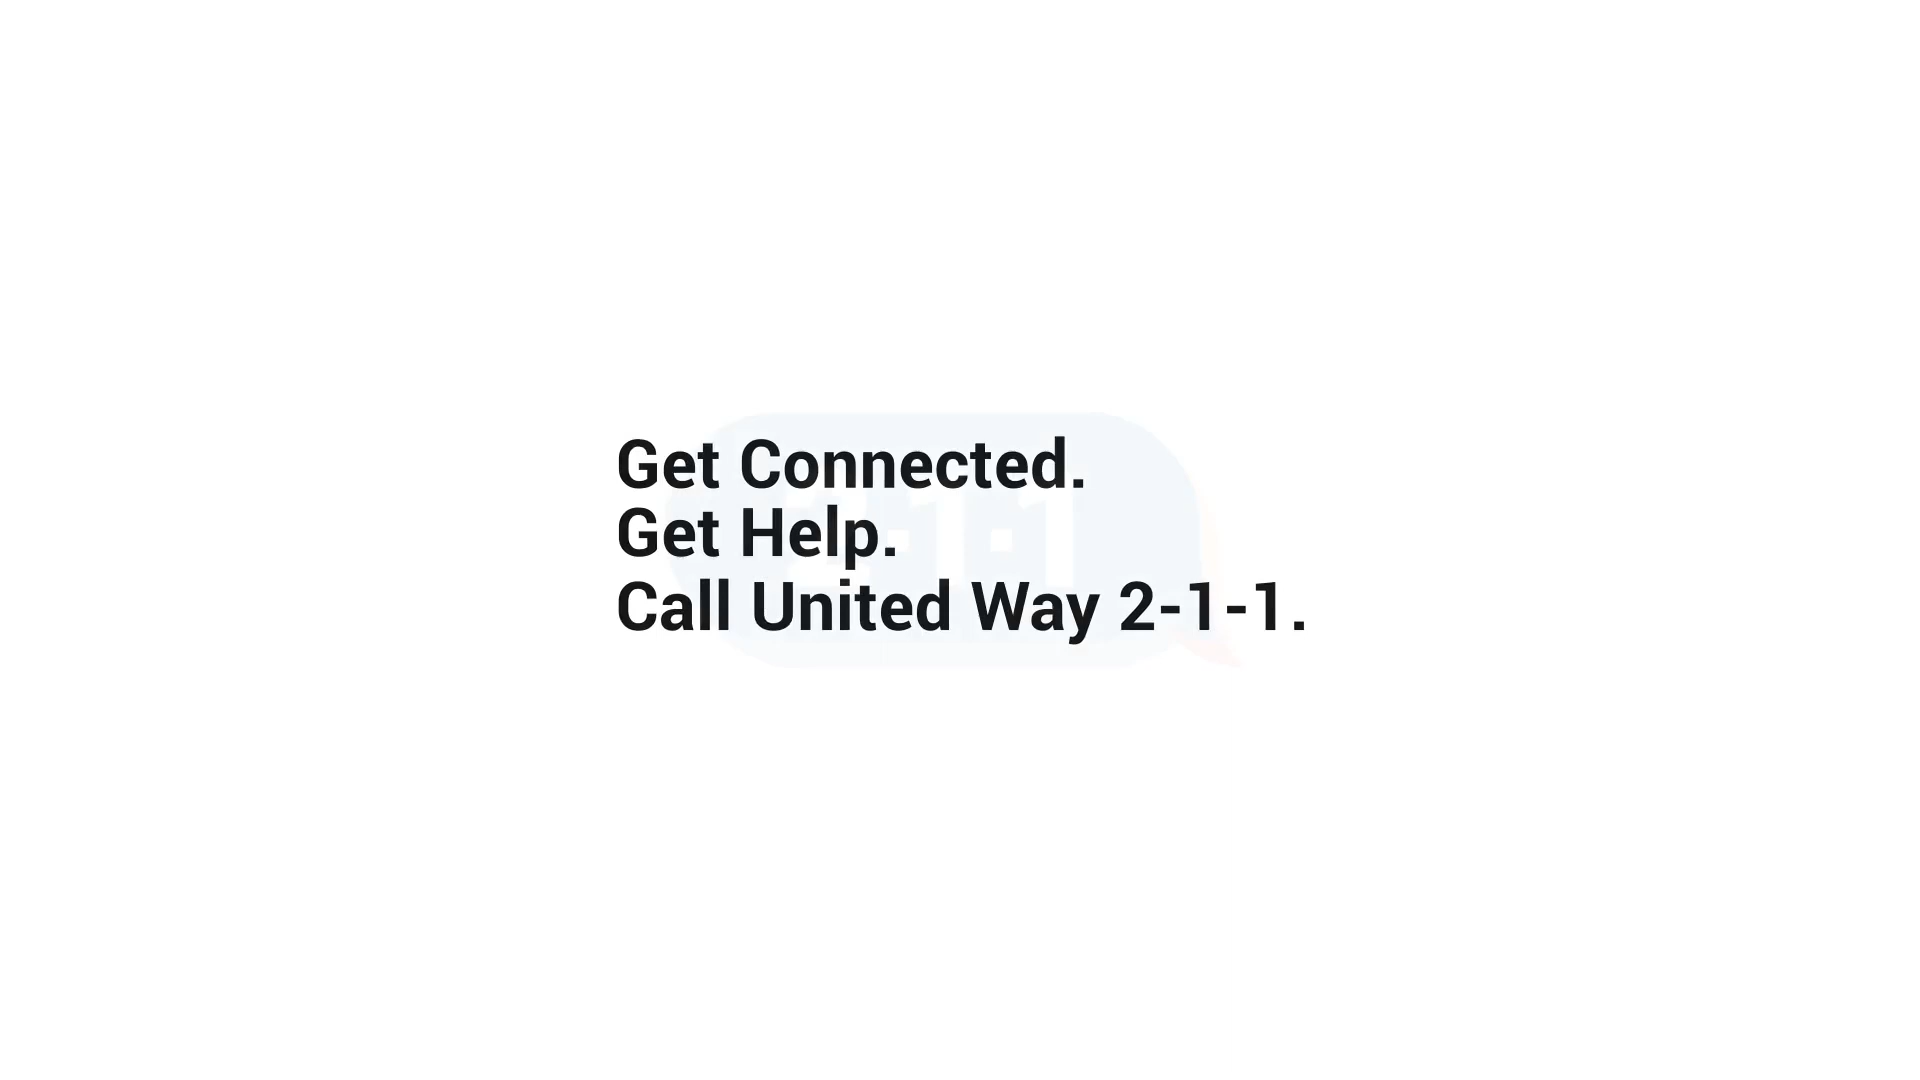 Get Connected.
Get Help.
Call United Way 2-1-1.